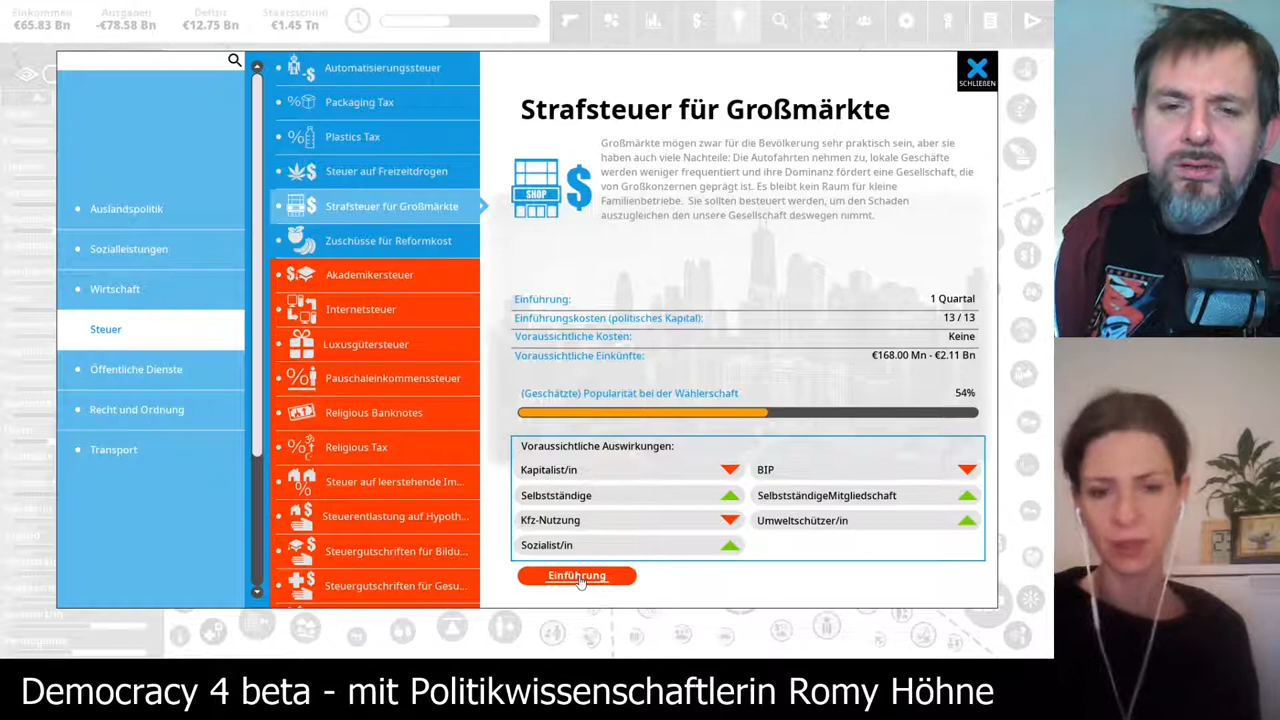 Einkommen Ausgaben Defizit Staatsschuld
€65.83 Bn -€78.58 Bn €12.75 Bn €1.45 Tn
SCHLIEßEN
Auslandspolitik
Sozialleistungen
Wirtschaft
Steuer
Öffentliche Dienste
Recht und Ordnung
Transport
Automatisierungssteuer
Packaging Tax
Plastics Tax
Steuer auf Freizeitdrogen
Strafsteuer für Großmärkte
Zuschüsse für Reformkost
Akademikersteuer
Internetsteuer
Luxusgütersteuer
Pauschaleinkommenssteuer
Religious Banknotes
Religious Tax
Steuer auf leerstehende Im...
Steuerentlastung auf Hypoth...
Steuergutschriften für Bildu...
Steuergutschriften für Gesu...
Strafsteuer für Großmärkte
SHOP
Großmärkte mögen zwar für die Bevölkerung sehr praktisch sein, aber sie
haben auch viele Nachteile: Die Autofahrten nehmen zu, lokale Geschäfte
werden weniger frequentiert und ihre Dominanz fördert eine Gesellschaft, die
von Großkonzernen geprägt ist. Es bleibt kein Raum für kleine
Familienbetriebe. Sie sollten besteuert werden, um den Schaden
auszugleichen den unsere Gesellschaft deswegen nimmt.
Einführung: 1 Quartal
Einführungskosten (politisches Kapital): 13 / 13
Voraussichtliche Kosten: Keine
Voraussichtliche Einkünfte: €168.00 Mn - €2.11 Bn
(Geschätzte) Popularität bei der Wählerschaft 54%
Voraussichtliche Auswirkungen:
Kapitalist/in BIP
Selbstständige SelbstständigeMitgliedschaft
Kfz-Nutzung Umweltschützer/in
Sozialist/in
Einführung
Democracy 4 beta - mit Politikwissenschaftlerin Romy Höhne